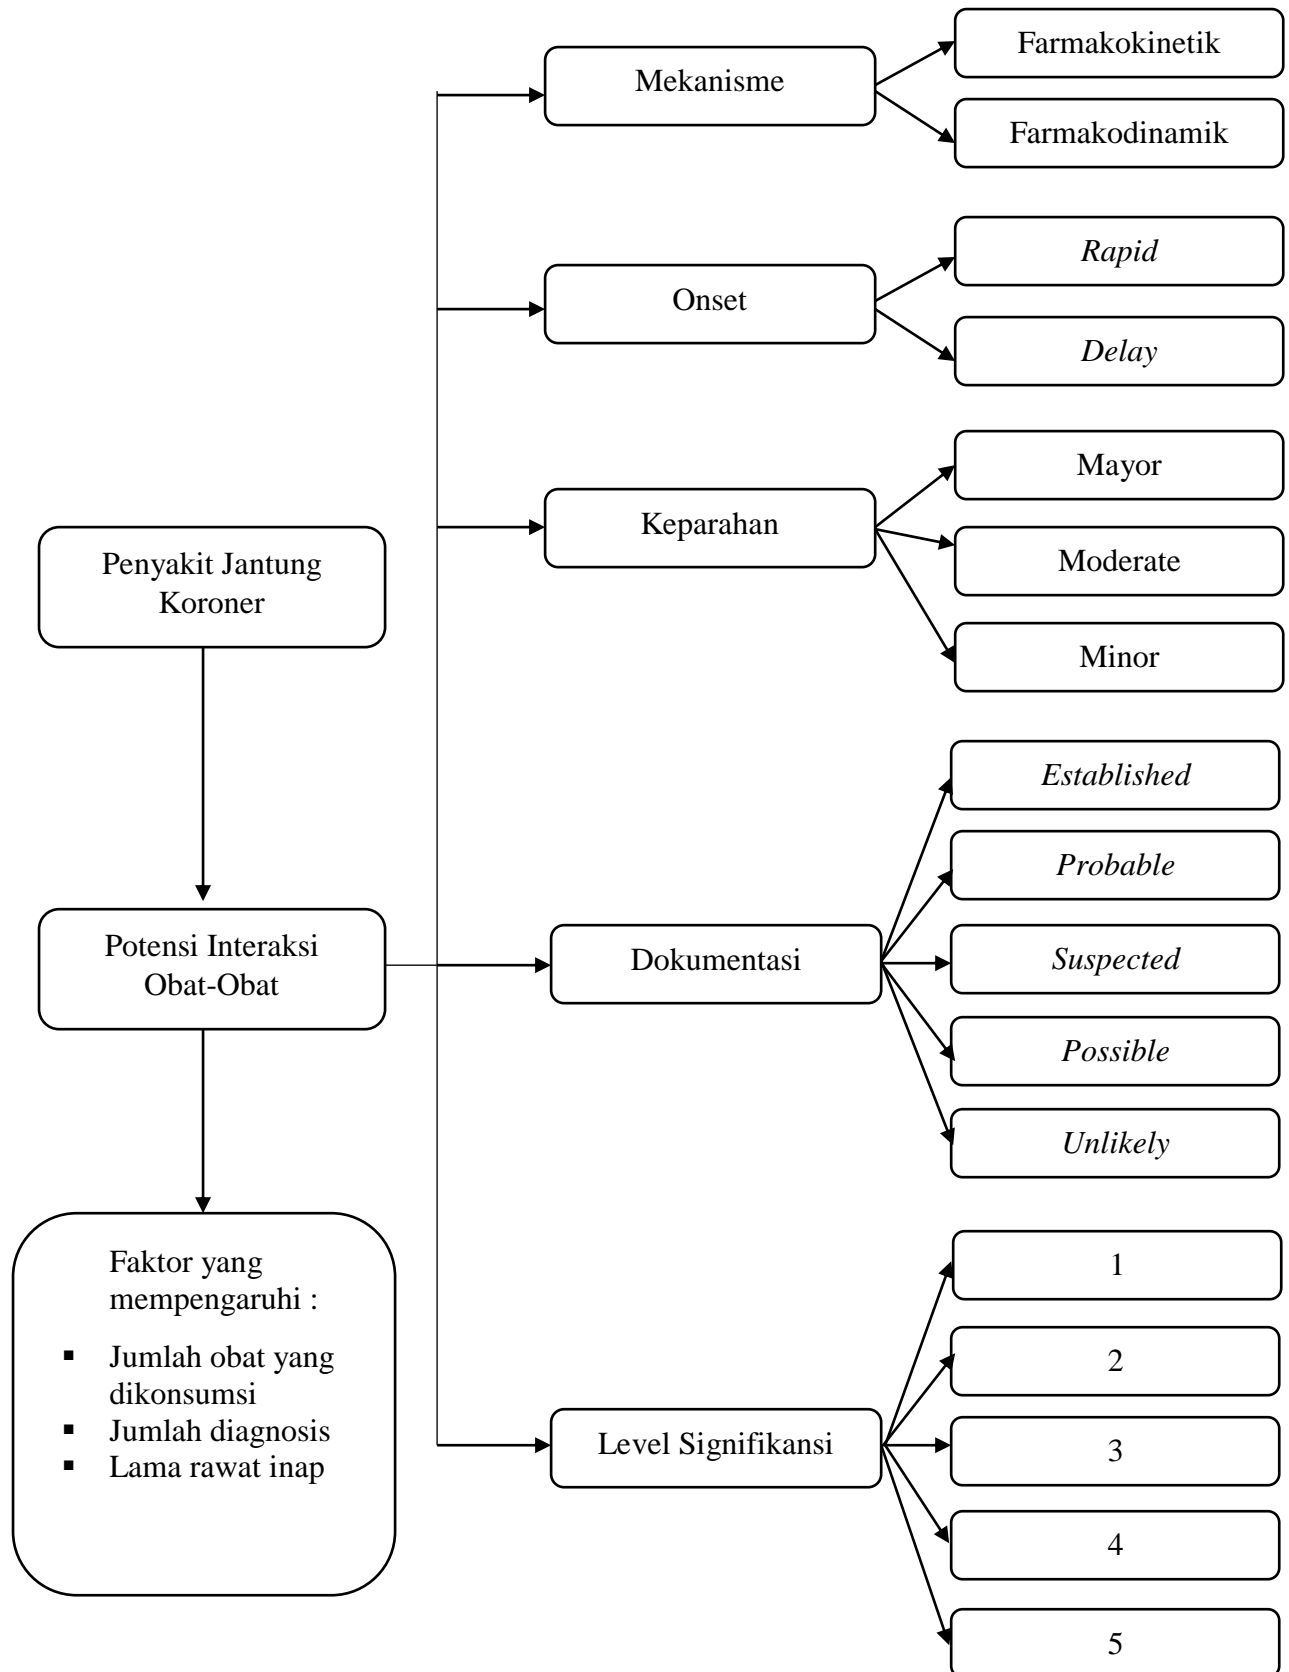 Farmakokinetik
Mekanisme
Farmakodinamik
Rapid
Onset
Delay
Mayor
Keparahan
Moderate
Minor
Penyakit Jantung
Koroner
Established
Probable
Potensi Interaksi
Obat-Obat
Dokumentasi
Suspected
Possible
Unlikely
Faktor yang
mempengaruhi :
▪ Jumlah obat yang
dikonsumsi
▪ Jumlah diagnosis
▪ Lama rawat inap
Level Signifikansi
1
2
3
4
5